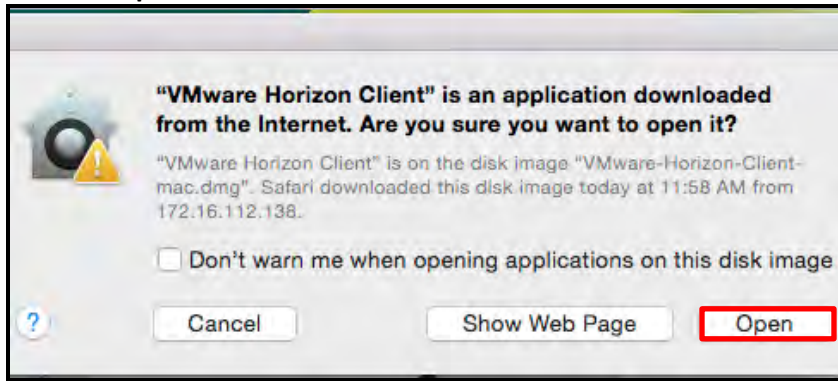 “VMware Horizon Client” is an application downloaded
from the Internet. Are you sure you want to open it?
“VMware Horizon Client” is on the disk image “VMware-Horizon-Client-
mac.dmg”. Safari downloaded this disk image today at 11:58 AM from
172.16.112.138.
Don’t warn me when opening applications on this disk image
? Cancel Show Web Page Open